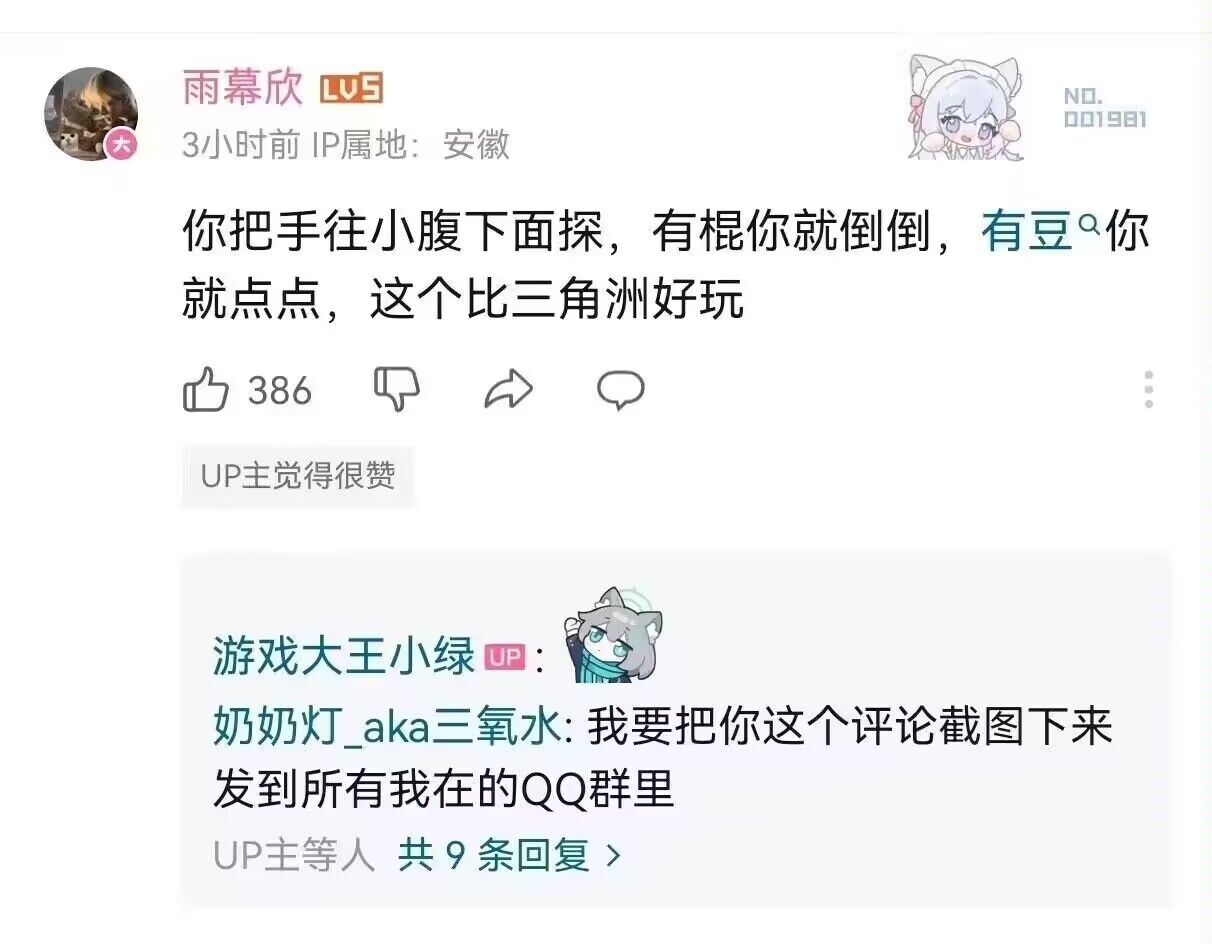 雨幕欣 LV5
NO.
001981
大
3小时前 IP属地：安徽
你把手往小腹下面探，有棍你就倒倒，有豆你
就点点，这个比三角洲好玩
386
UP主觉得很赞
游戏大王小绿 UP :
奶奶灯_aka三氧水: 我要把你这个评论截图下来
发到所有我在的QQ群里
UP主等人 共 9 条回复 >